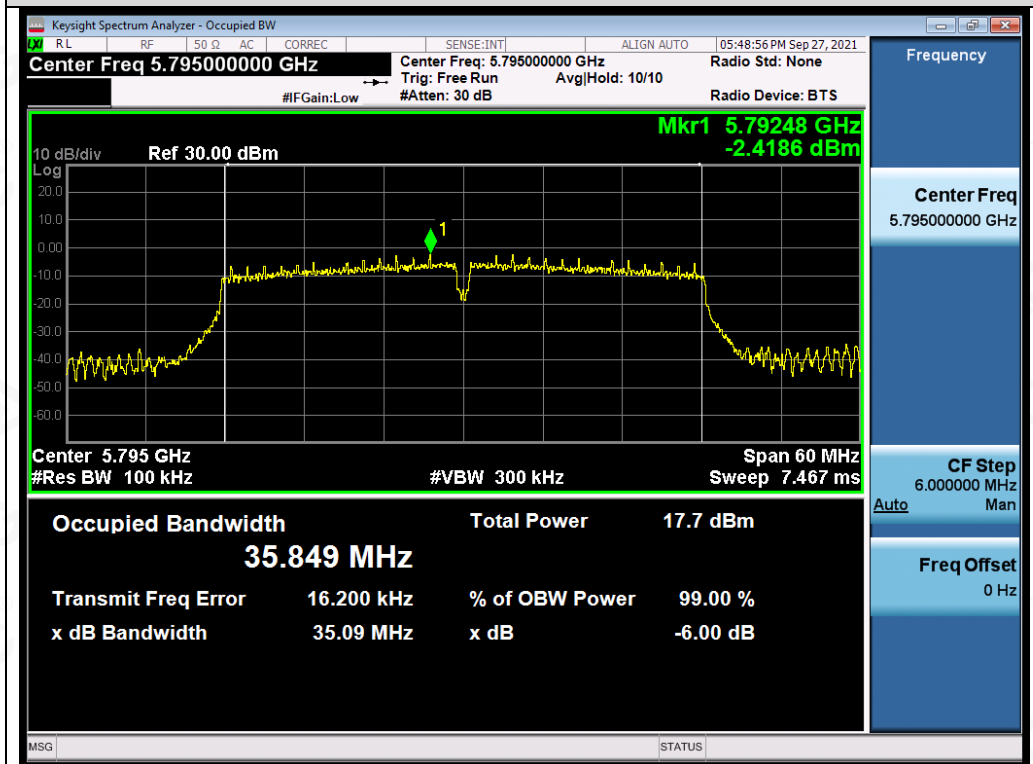 Keysight Spectrum Analyzer - Occupied BW
LXI RL RF 50 Ω AC CORREC SENSE:INT ALIGN AUTO 05:48:56 PM Sep 27, 2021
Center Freq 5.795000000 GHz
Center Freq: 5.795000000 GHz
Radio Std: None
Trig: Free Run Avg|Hold: 10/10
#IFGain:Low
#Atten: 30 dB
Radio Device: BTS
Mkr1 5.79248 GHz
-2.4186 dBm
10 dB/div Ref 30.00 dBm
Log
20.0
10.0
1
0.00
-10.0
-20.0
-30.0
-40.0
-50.0
-60.0
Center 5.795 GHz
Span 60 MHz
#Res BW 100 kHz
#VBW 300 kHz
Sweep 7.467 ms
Occupied Bandwidth
Total Power 17.7 dBm
35.849 MHz
Transmit Freq Error 16.200 kHz
% of OBW Power 99.00 %
x dB Bandwidth 35.09 MHz
x dB -6.00 dB
Frequency
Center Freq
5.795000000 GHz
CF Step
6.000000 MHz
Auto Man
Freq Offset
0 Hz
MSG
STATUS